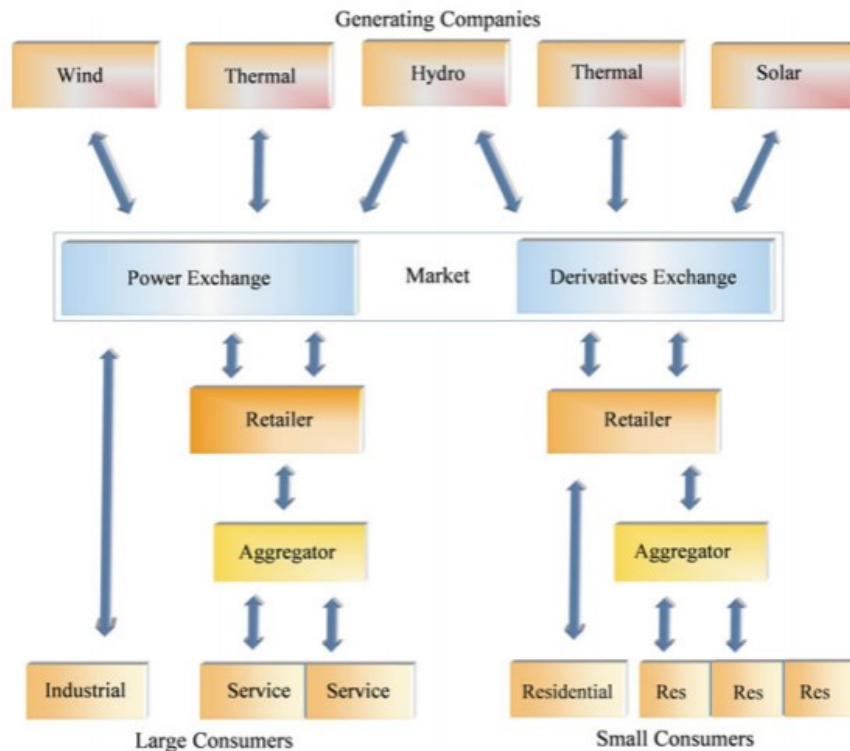 Generating Companies
Wind
Thermal
Hydro
Thermal
Solar
Power Exchange
Market
Derivatives Exchange
Retailer
Retailer
Aggregator
Aggregator
Industrial
Service
Service
Residential
Res
Res
Res
Large Consumers
Small Consumers